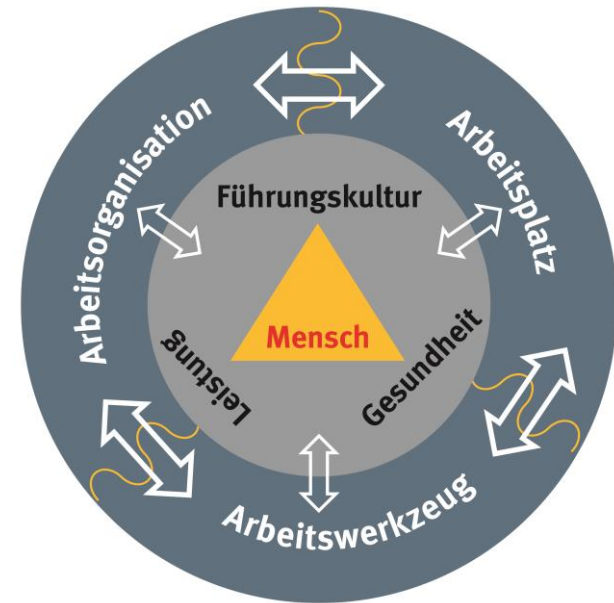 Arbeitsorganisation
Arbeitsplatz
Führungskultur
Mensch
Leistung
Gesundheit
Arbeitswerkzeug